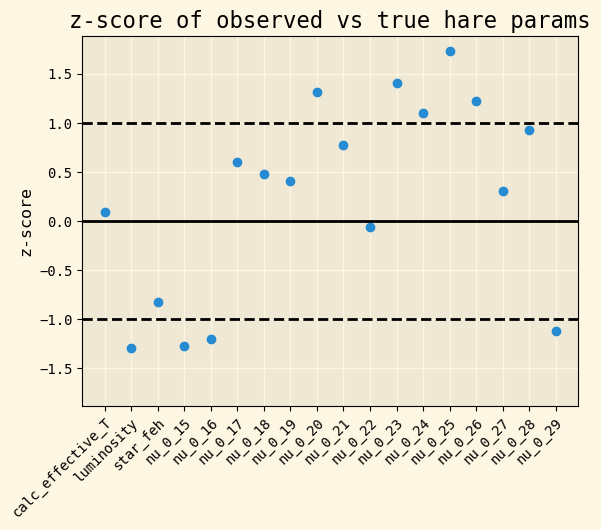 z-score of observed vs true hare params
z-score
1.5
1.0
0.5
0.0
−0.5
−1.0
−1.5
calc_effective_T
luminosity
star_feh
nu_0_15
nu_0_16
nu_0_17
nu_0_18
nu_0_19
nu_0_20
nu_0_21
nu_0_22
nu_0_23
nu_0_24
nu_0_25
nu_0_26
nu_0_27
nu_0_28
nu_0_29